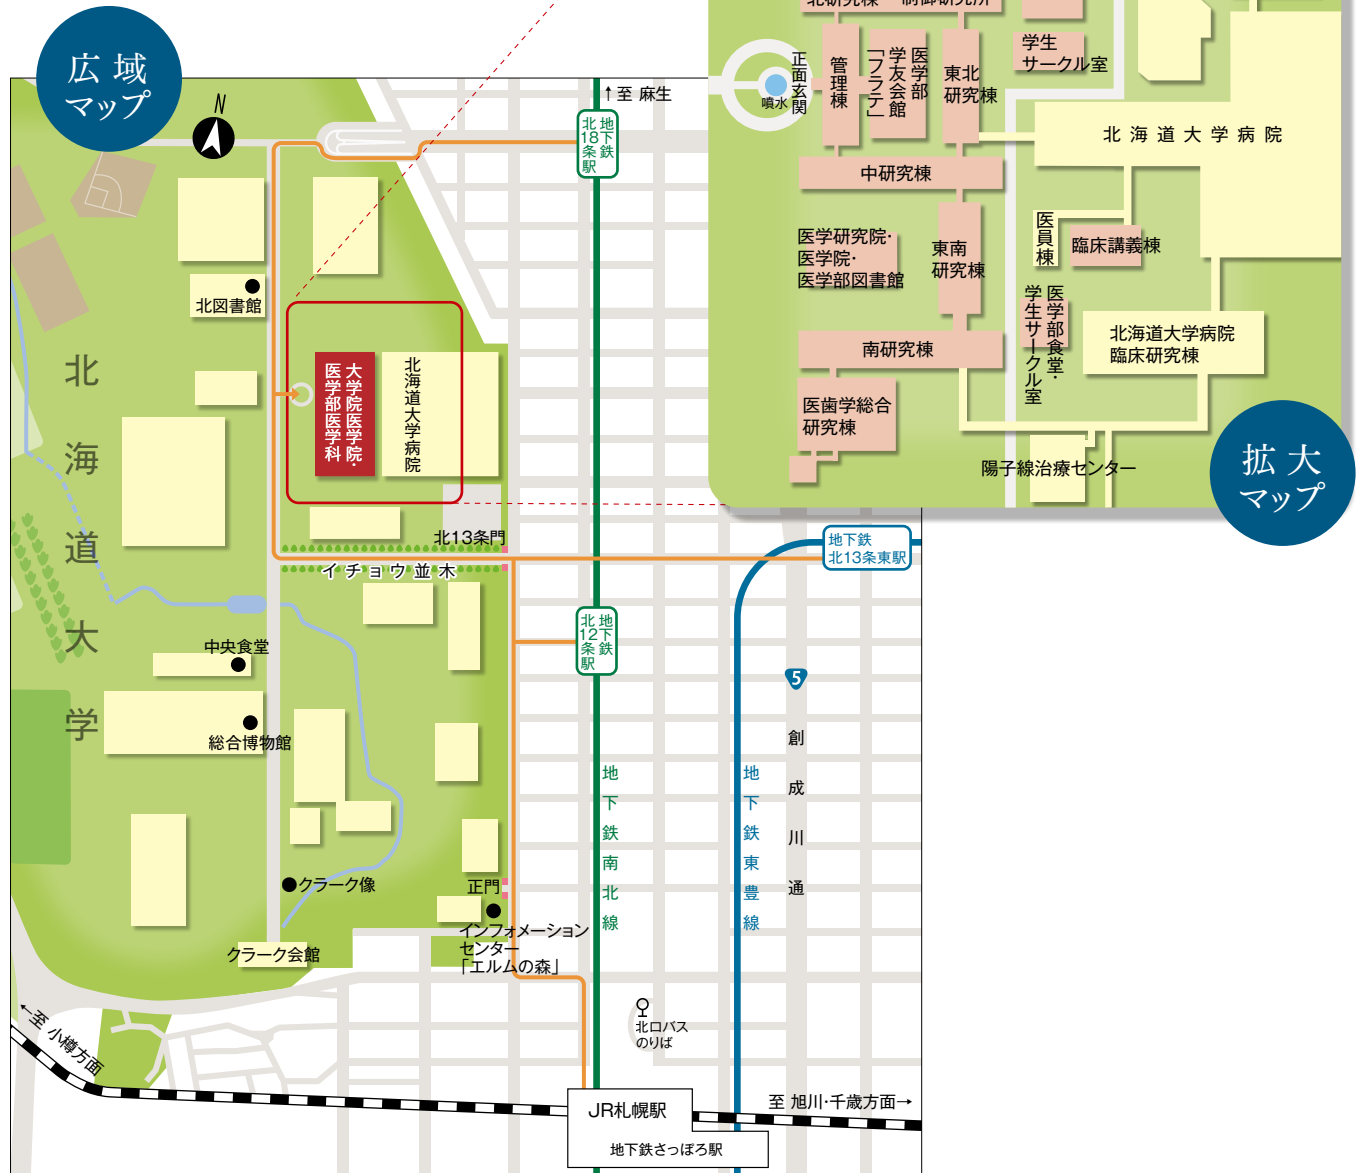 広域
マップ
N
↑至 麻生
地下鉄
北18条駅
北図書館
北海道大学
大学院医学院・
医学部医学科
北海道大学病院
北13条門
イチョウ並木
地下鉄
北13条東駅
地下鉄
北12条駅
中央食堂
総合博物館
5
創成川通
地下鉄南北線
地下鉄東豊線
クラーク像
正門
インフォメーション
センター
「エルムの森」
クラーク会館
北口バス
のりば
←至 小樽方面
JR札幌駅
地下鉄さっぽろ駅
至 旭川・千歳方面→
北研究棟
制御研究所
学生
サークル室
正面玄関
噴水
管理棟
医学部
学友会館
「フラテ」
東北
研究棟
北海道大学病院
中研究棟
医学研究院・
医学院・
医学部図書館
東南
研究棟
医員棟
臨床講義棟
医学部食堂・
学生サークル室
北海道大学病院
臨床研究棟
南研究棟
医歯学総合
研究棟
陽子線治療センター
拡大
マップ